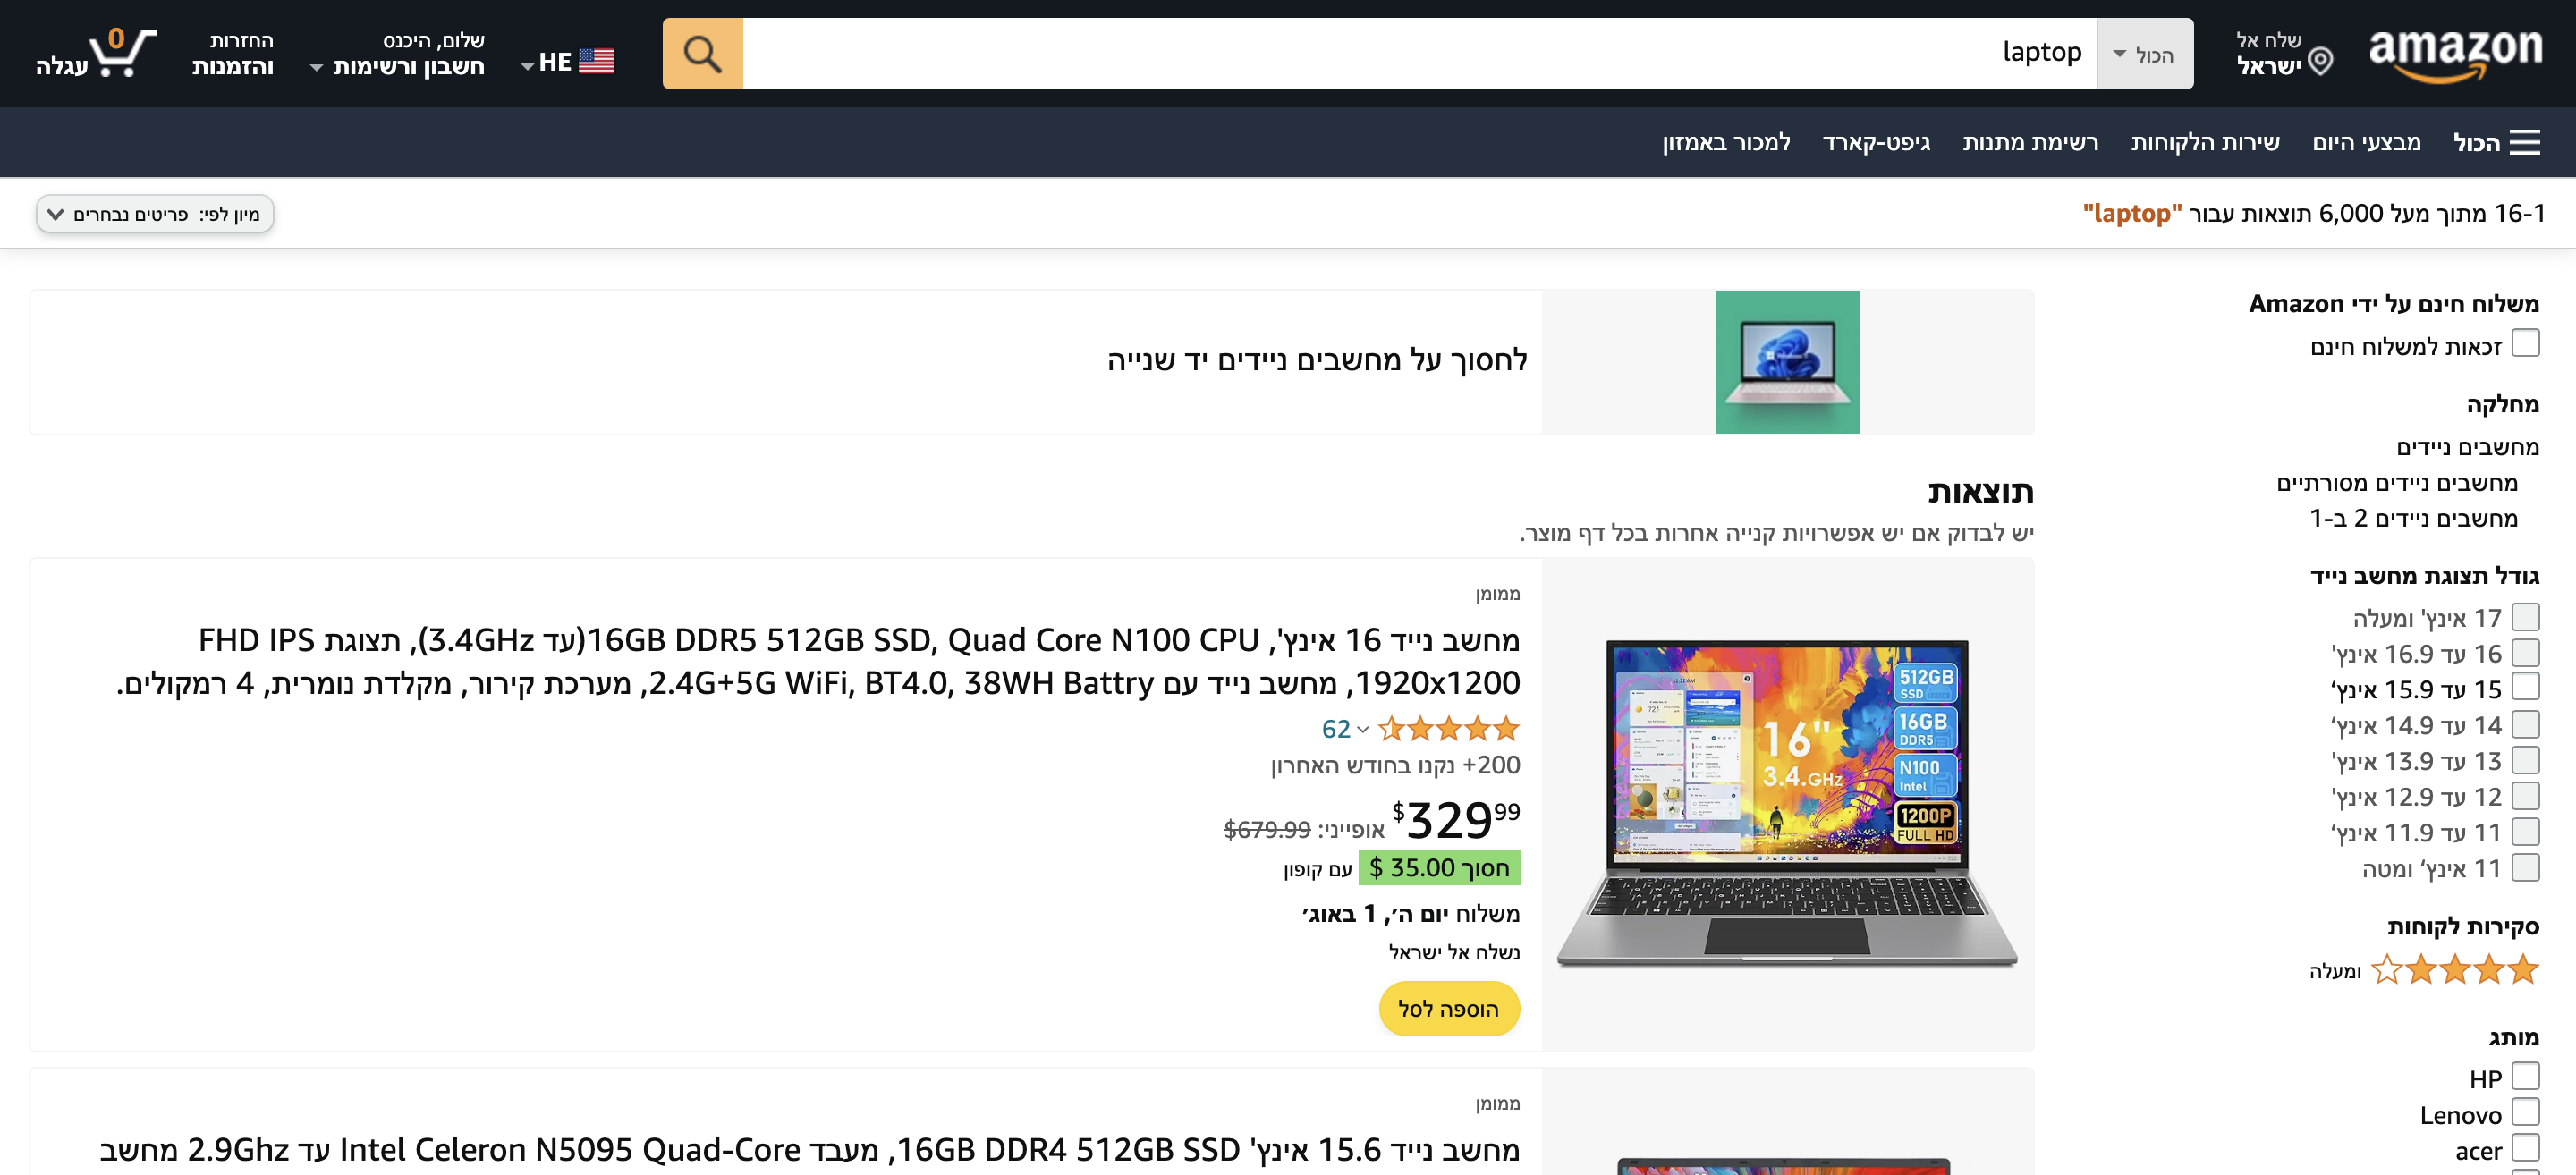 amazon
שלח אל
ישראל
הכול
laptop
HE
שלום, היכנס
חשבון ורשימות
החזרות
והזמנות
0
עגלה
הכול
מבצעי היום
שירות הלקוחות
רשימת מתנות
גיפט-קארד
למכור באמזון
16-1 מתוך מעל 6,000 תוצאות עבור "laptop"
מיון לפי: פריטים נבחרים
משלוח חינם על ידי Amazon
זכאות למשלוח חינם
מחלקה
מחשבים ניידים
מחשבים ניידים מסורתיים
מחשבים ניידים 2 ב-1
גודל תצוגת מחשב נייד
17 אינץ' ומעלה
16 עד 16.9 אינץ'
15 עד 15.9 אינץ‘
14 עד 14.9 אינץ‘
13 עד 13.9 אינץ'
12 עד 12.9 אינץ'
11 עד 11.9 אינץ‘
11 אינץ‘ ומטה
סקירות לקוחות
ומעלה
מותג
HP
Lenovo
acer
לחסוך על מחשבים ניידים יד שנייה
תוצאות
יש לבדוק אם יש אפשרויות קנייה אחרות בכל דף מוצר.
512GB
SSD
16GB
DDR5
N100
Intel
1200P
FULL HD
16"
3.4.GHz
ממומן
מחשב נייד 16 אינץ', 16GB DDR5 512GB SSD, Quad Core N100 CPU(עד 3.4GHz), תצוגת FHD IPS
1920x1200, מחשב נייד עם 2.4G+5G WiFi, BT4.0, 38WH Battry, מערכת קירור, מקלדת נומרית, 4 רמקולים.
62
200+ נקנו בחודש האחרון
$329.99 אופייני: $679.99
חסוך 35.00 $ עם קופון
משלוח יום ה׳, 1 באוג׳
נשלח אל ישראל
הוספה לסל
ממומן
מחשב נייד 15.6 אינץ' 16GB DDR4 512GB SSD, מעבד Intel Celeron N5095 Quad-Core עד 2.9Ghz מחשב